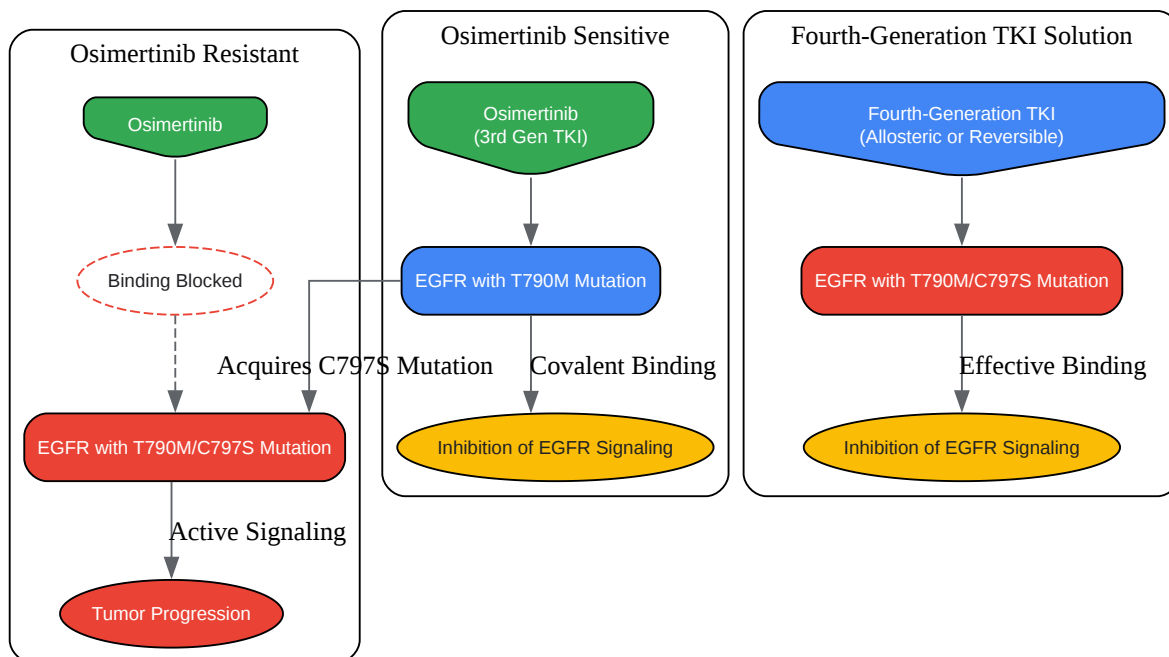 Osimertinib Resistant
Osimertinib
Binding Blocked
EGFR with T790M/C797S Mutation
Active Signaling
Tumor Progression
Acquires C797S Mutation
Osimertinib Sensitive
Osimertinib
(3rd Gen TKI)
EGFR with T790M Mutation
Covalent Binding
Inhibition of EGFR Signaling
Fourth-Generation TKI Solution
Fourth-Generation TKI
(Allosteric or Reversible)
EGFR with T790M/C797S Mutation
Effective Binding
Inhibition of EGFR Signaling